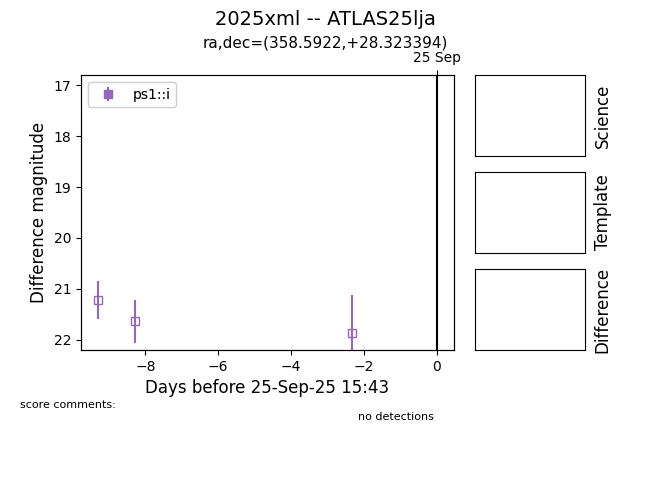 2025xml -- ATLAS25lja
ra,dec=(358.5922,+28.323394)
25 Sep
ps1::i
17
18
19
20
21
22
Difference magnitude
−8
−6
−4
−2
0
Days before 25-Sep-25 15:43
Science
Template
Difference
score comments:
no detections